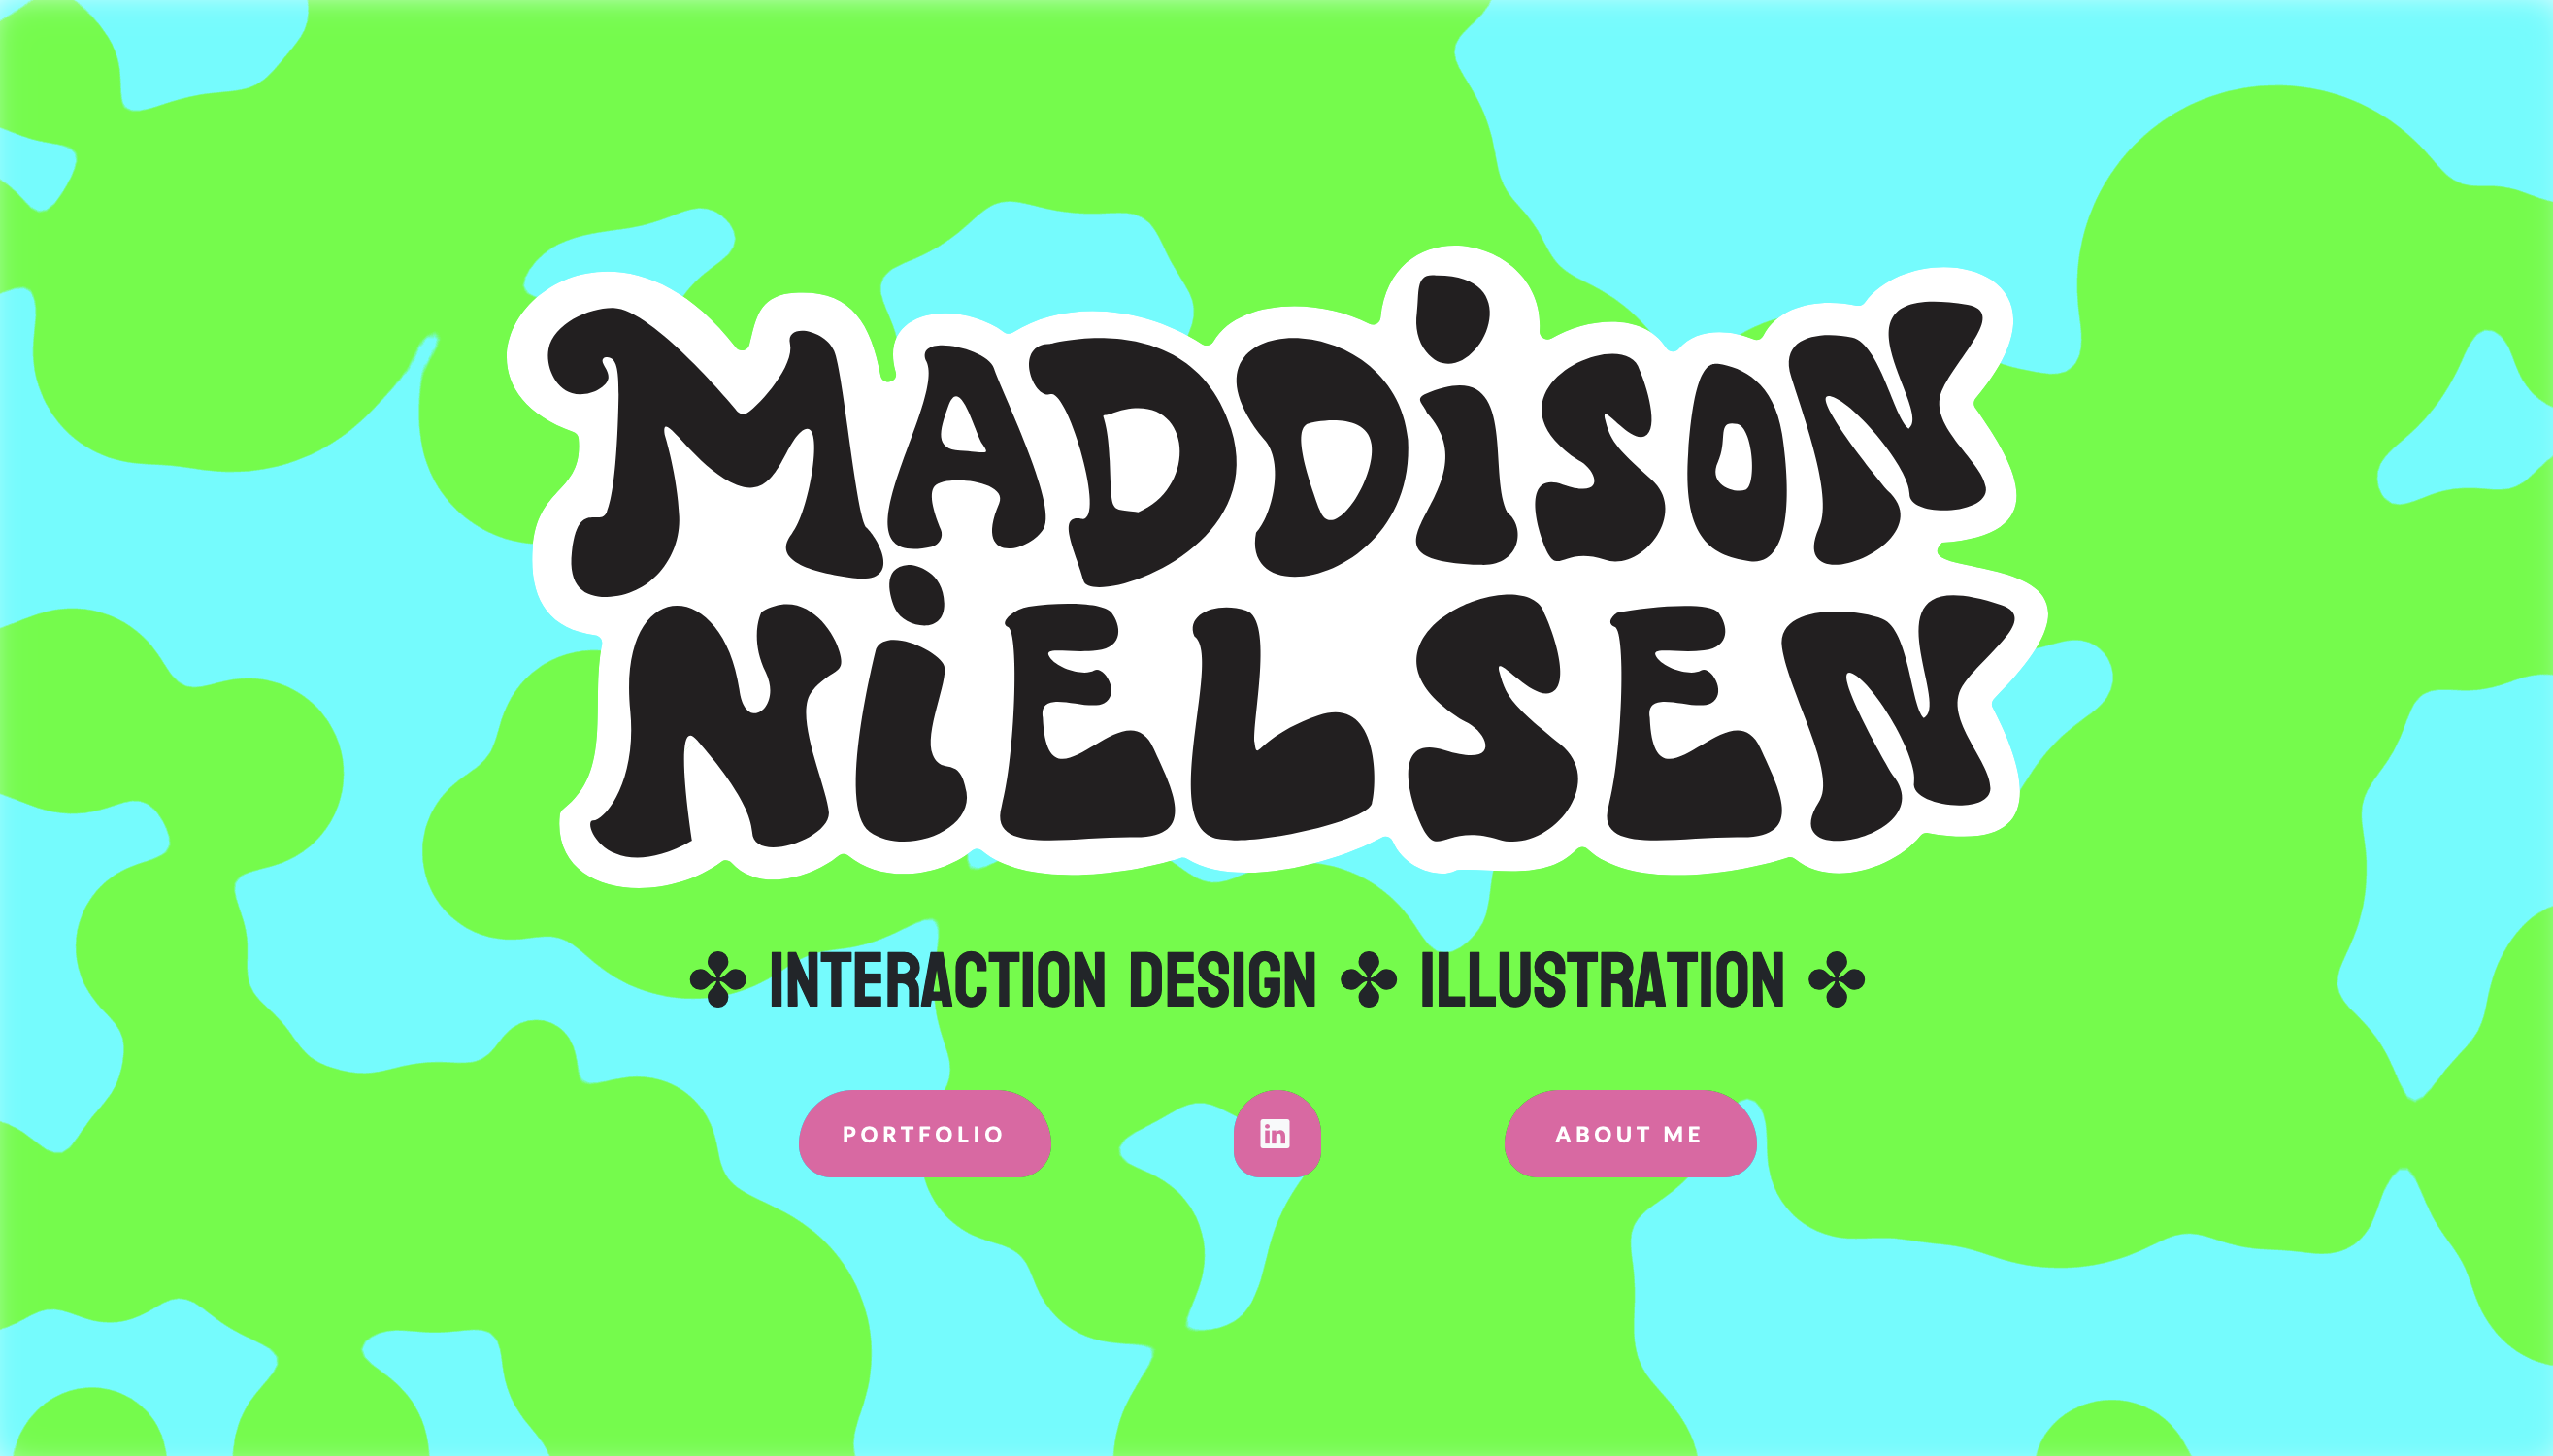 MADDiSON
NiELSEN
✤ INTERACTION DESIGN ✤ ILLUSTRATION ✤
PORTFOLIO
in
ABOUT ME